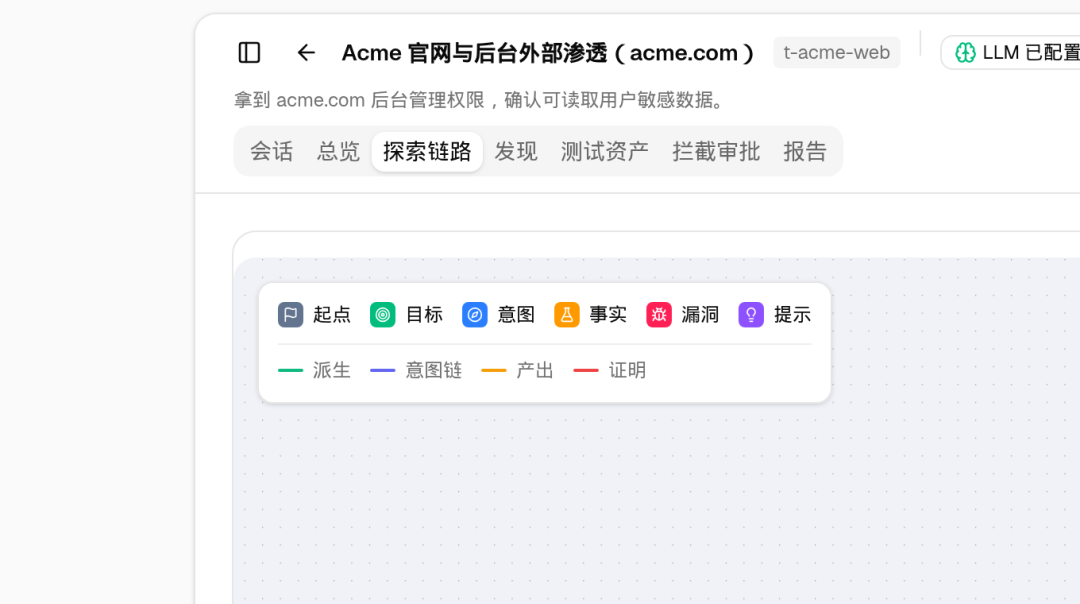 Acme 官网与后台外部渗透（acme.com） t-acme-web LLM 已配置
拿到 acme.com 后台管理权限，确认可读取用户敏感数据。
会话 总览 探索链路 发现 测试资产 拦截审批 报告
起点 目标 意图 事实 漏洞 提示
派生 意图链 产出 证明